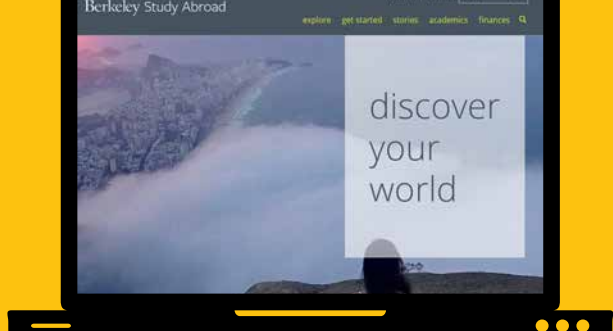 Berkeley Study Abroad
explore get started stories academics finances
discover
your
world